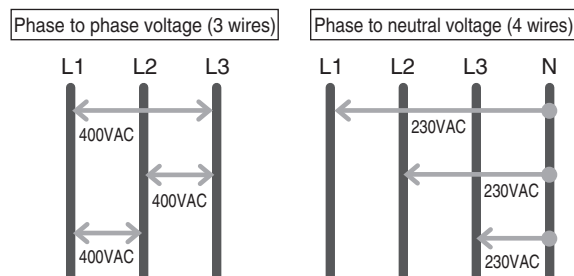 Phase to phase voltage (3 wires)
L1 L2 L3
400VAC
400VAC
400VAC
Phase to neutral voltage (4 wires)
L1 L2 L3 N
230VAC
230VAC
230VAC